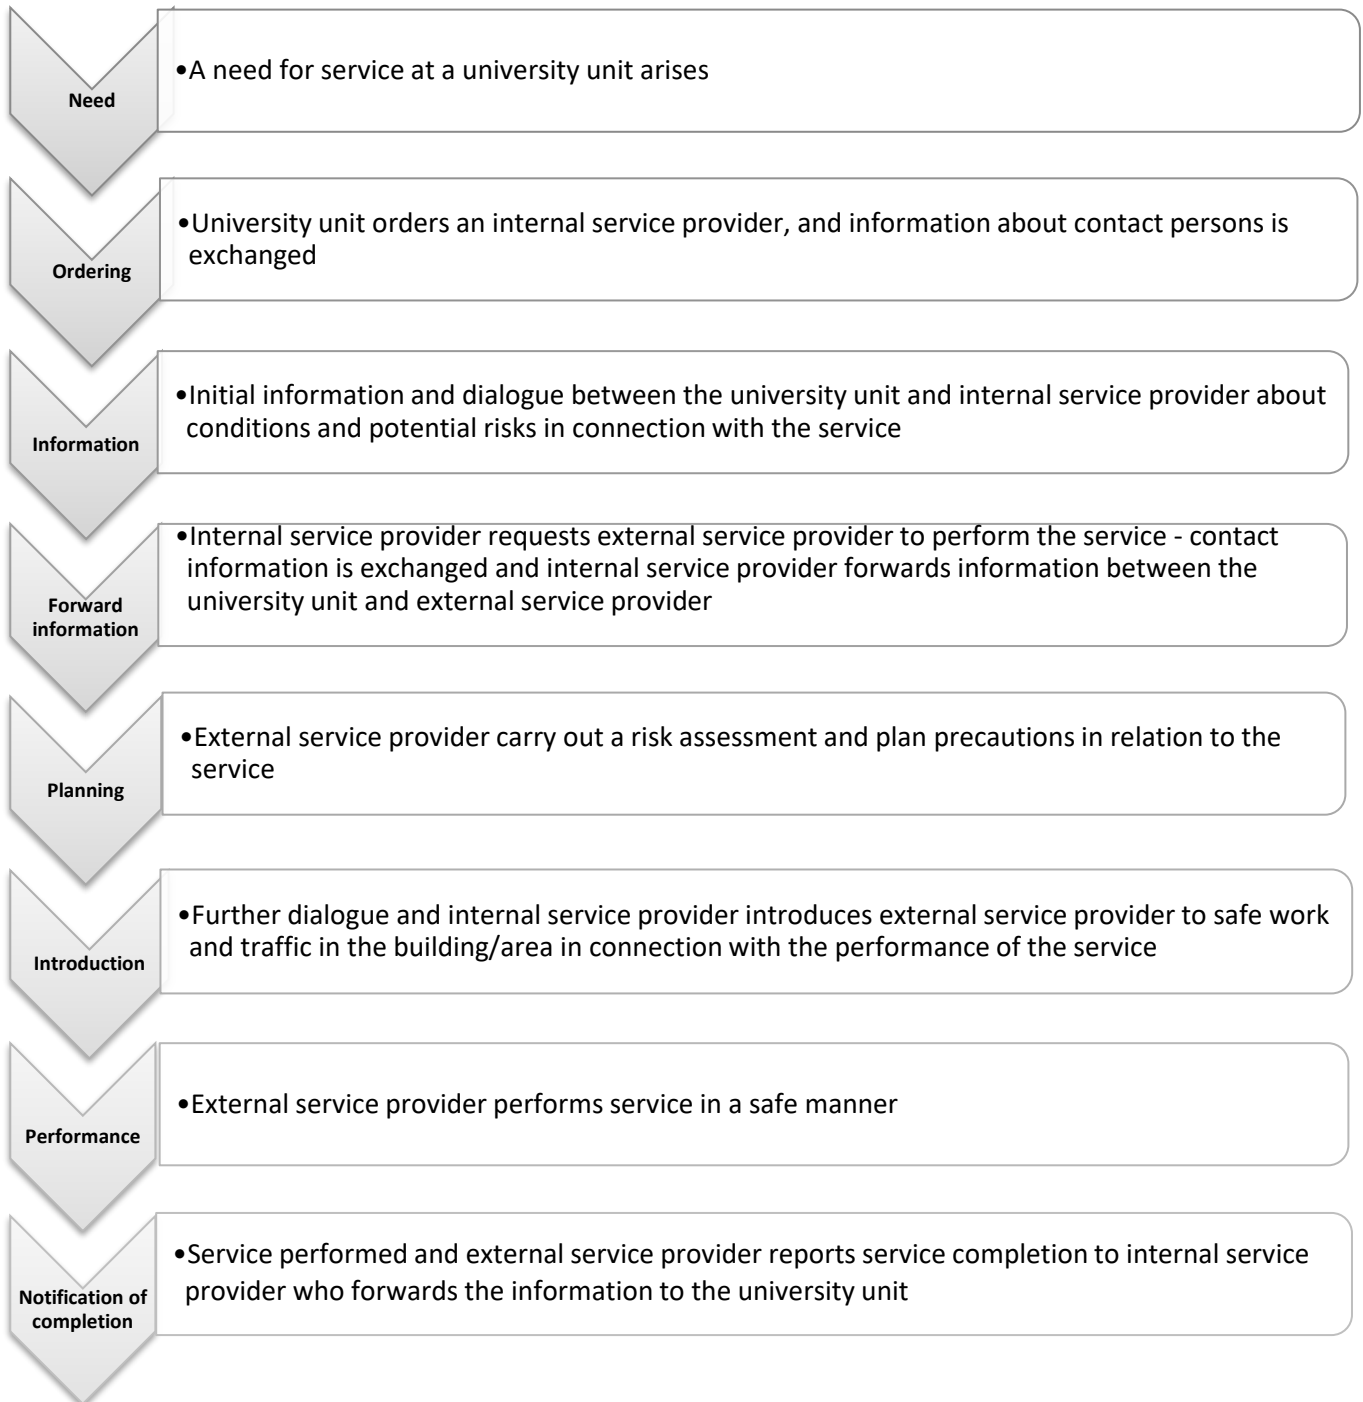 Need
•A need for service at a university unit arises
Ordering
•University unit orders an internal service provider, and information about contact persons is
exchanged
Information
•Initial information and dialogue between the university unit and internal service provider about
conditions and potential risks in connection with the service
Forward
information
•Internal service provider requests external service provider to perform the service - contact
information is exchanged and internal service provider forwards information between the
university unit and external service provider
Planning
•External service provider carry out a risk assessment and plan precautions in relation to the
service
Introduction
•Further dialogue and internal service provider introduces external service provider to safe work
and traffic in the building/area in connection with the performance of the service
Performance
•External service provider performs service in a safe manner
Notification of
completion
•Service performed and external service provider reports service completion to internal service
provider who forwards the information to the university unit